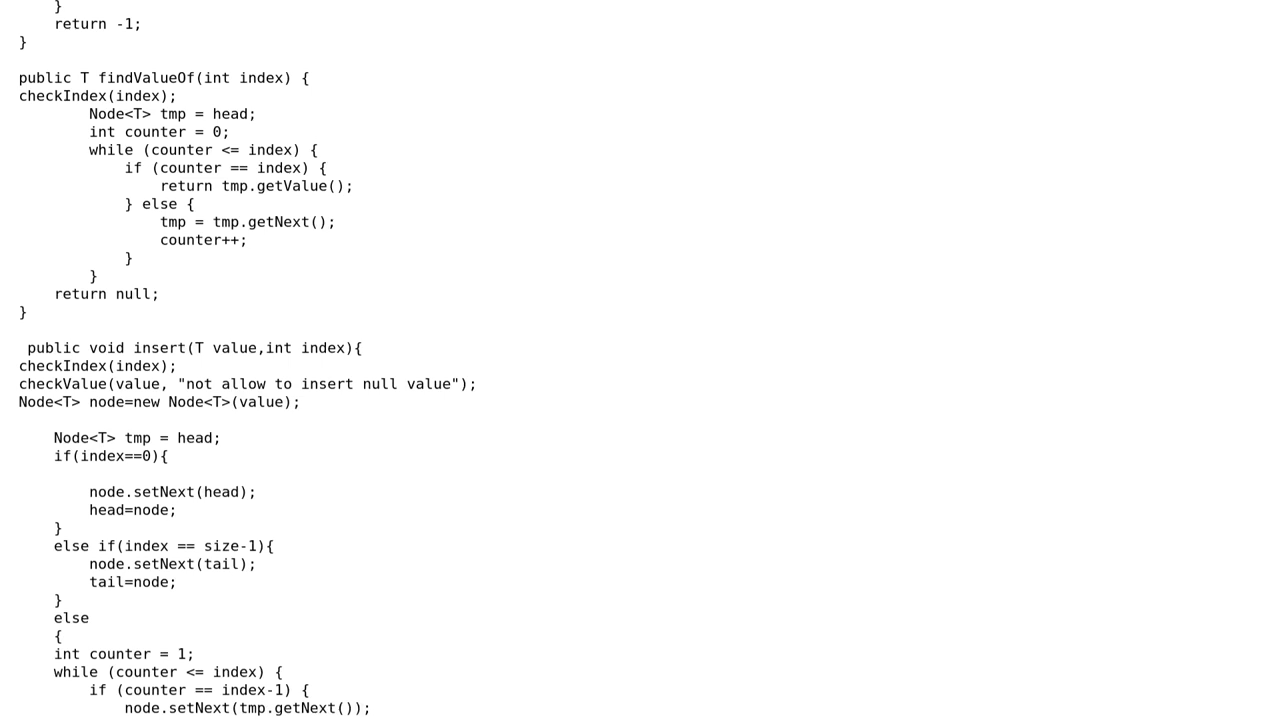 }
    return -1;
}

public T findValueOf(int index) {
checkIndex(index);
        Node<T> tmp = head;
        int counter = 0;
        while (counter <= index) {
            if (counter == index) {
                return tmp.getValue();
            } else {
                tmp = tmp.getNext();
                counter++;
            }
        }
    return null;
}

 public void insert(T value,int index){
checkIndex(index);
checkValue(value, "not allow to insert null value");
Node<T> node=new Node<T>(value);

    Node<T> tmp = head;
    if(index==0){

        node.setNext(head);
        head=node;
    }
    else if(index == size-1){
        node.setNext(tail);
        tail=node;
    }
    else
    {
    int counter = 1;
    while (counter <= index) {
        if (counter == index-1) {
            node.setNext(tmp.getNext());